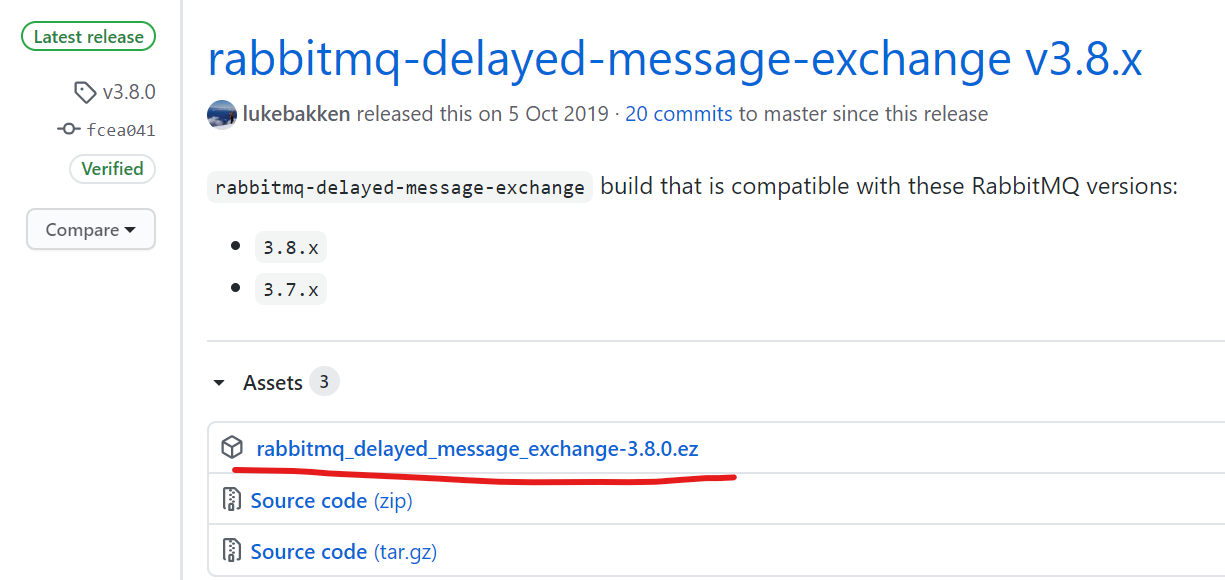 Latest release
v3.8.0
fcea041
Verified
Compare
rabbitmq-delayed-message-exchange v3.8.x
lukebakken released this on 5 Oct 2019 · 20 commits to master since this release
rabbitmq-delayed-message-exchange build that is compatible with these RabbitMQ versions:
3.8.x
3.7.x
Assets 3
rabbitmq_delayed_message_exchange-3.8.0.ez
Source code (zip)
Source code (tar.gz)